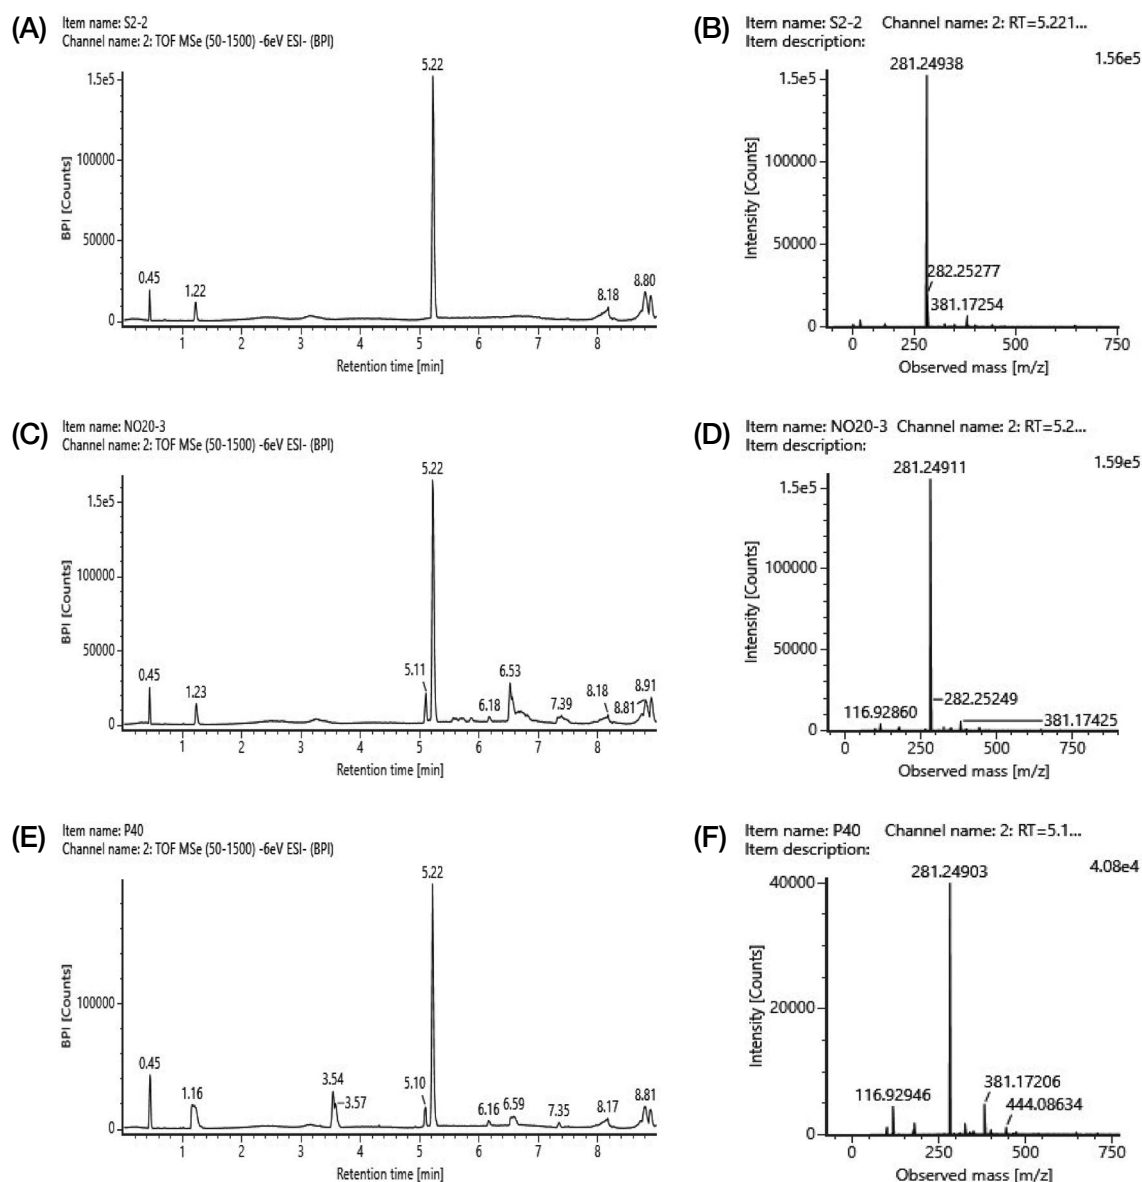 (A) Item name: S2-2
Channel name: 2: TOF MSe (50-1500) -6eV ESI- (BPI)
BPI [Counts]
1.5e5
100000
50000
0
0.45
1.22
5.22
8.18
8.80
1 2 3 4 5 6 7 8
Retention time [min]
(B) Item name: S2-2 Channel name: 2: RT=5.221...
Item description:
1.56e5
281.24938
Intensity [Counts]
1.5e5
100000
50000
0
282.25277
381.17254
0 250 500 750
Observed mass [m/z]
(C) Item name: NO20-3
Channel name: 2: TOF MSe (50-1500) -6eV ESI- (BPI)
BPI [Counts]
1.5e5
100000
50000
0
0.45
1.23
5.11
5.22
6.18
6.53
7.39
8.18
8.81
8.91
1 2 3 4 5 6 7 8
Retention time [min]
(D) Item name: NO20-3 Channel name: 2: RT=5.2...
Item description:
1.59e5
281.24911
Intensity [Counts]
1.5e5
100000
50000
0
116.92860
282.25249
381.17425
0 250 500 750
Observed mass [m/z]
(E) Item name: P40
Channel name: 2: TOF MSe (50-1500) -6eV ESI- (BPI)
BPI [Counts]
100000
0
0.45
1.16
3.54
3.57
5.10
5.22
6.16
6.59
7.35
8.17
8.81
1 2 3 4 5 6 7 8
Retention time [min]
(F) Item name: P40 Channel name: 2: RT=5.1...
Item description:
4.08e4
281.24903
Intensity [Counts]
40000
20000
0
116.92946
381.17206
444.08634
0 250 500 750
Observed mass [m/z]